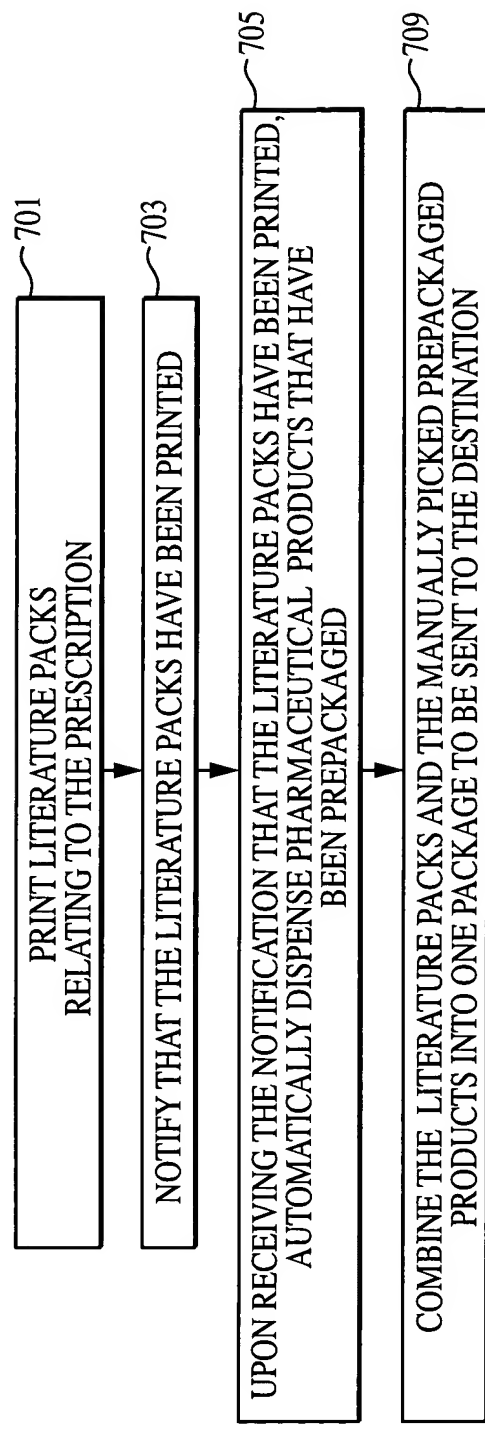 701
PRINT LITERATURE PACKS
RELATING TO THE PRESCRIPTION
703
NOTIFY THAT THE LITERATURE PACKS HAVE BEEN PRINTED
705
UPON RECEIVING THE NOTIFICATION THAT THE LITERATURE PACKS HAVE BEEN PRINTED,
AUTOMATICALLY DISPENSE PHARMACEUTICAL PRODUCTS THAT HAVE
BEEN PREPACKAGED
709
COMBINE THE LITERATURE PACKS AND THE MANUALLY PICKED PREPACKAGED
PRODUCTS INTO ONE PACKAGE TO BE SENT TO THE DESTINATION